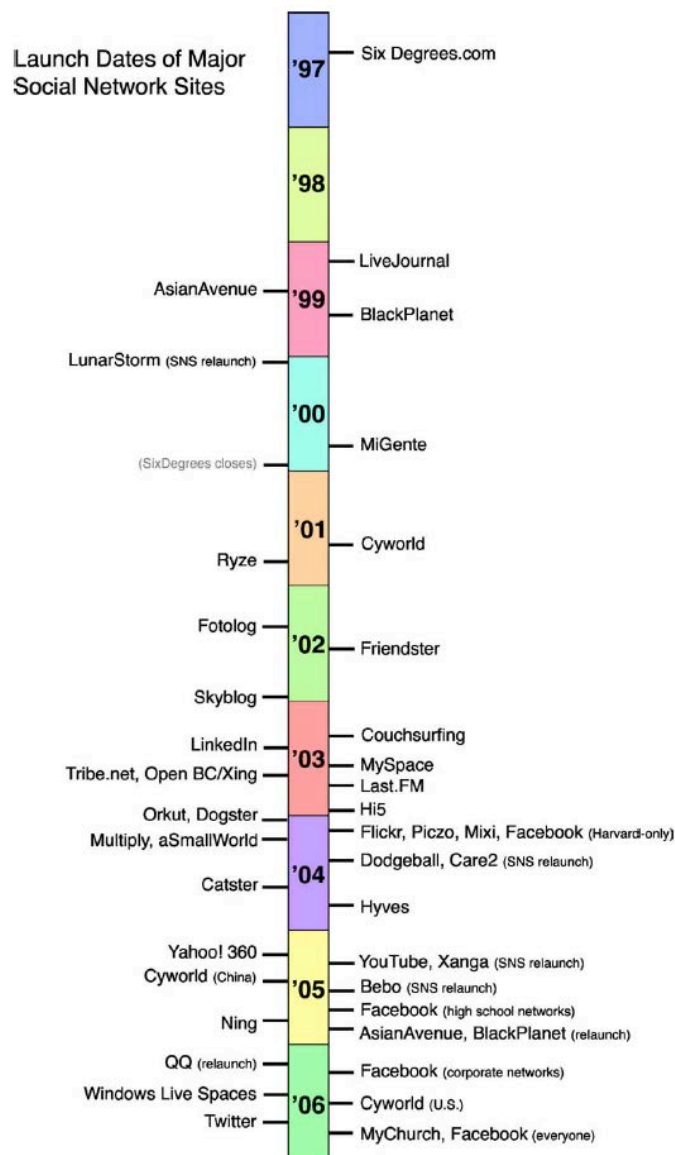 Launch Dates of Major
Social Network Sites
'97
Six Degrees.com
'98
'99
LiveJournal
AsianAvenue
BlackPlanet
LunarStorm (SNS relaunch)
'00
MiGente
(SixDegrees closes)
'01
Cyworld
Ryze
Fotolog
'02
Friendster
Skyblog
'03
Couchsurfing
LinkedIn
MySpace
Tribe.net, Open BC/Xing
Last.FM
Hi5
Orkut, Dogster
Flickr, Piczo, Mixi, Facebook (Harvard-only)
Multiply, aSmallWorld
Dodgeball, Care2 (SNS relaunch)
'04
Catster
Hyves
Yahoo! 360
YouTube, Xanga (SNS relaunch)
Cyworld (China)
'05
Bebo (SNS relaunch)
Facebook (high school networks)
Ning
AsianAvenue, BlackPlanet (relaunch)
QQ (relaunch)
Facebook (corporate networks)
Windows Live Spaces
'06
Cyworld (U.S.)
Twitter
MyChurch, Facebook (everyone)